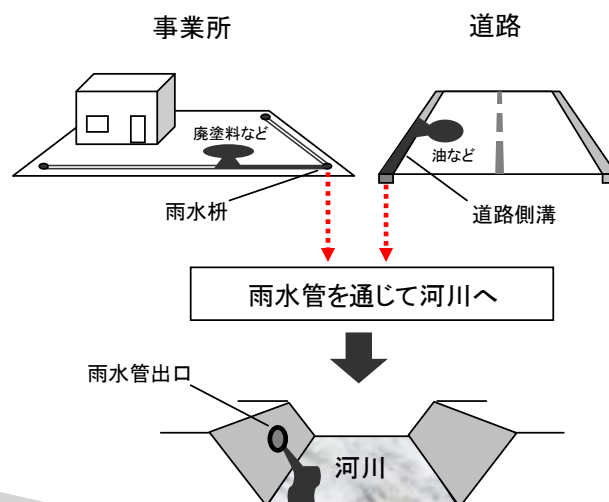 事業所
道路
廃塗料など
油など
雨水枡
道路側溝
雨水管を通じて河川へ
雨水管出口
河川